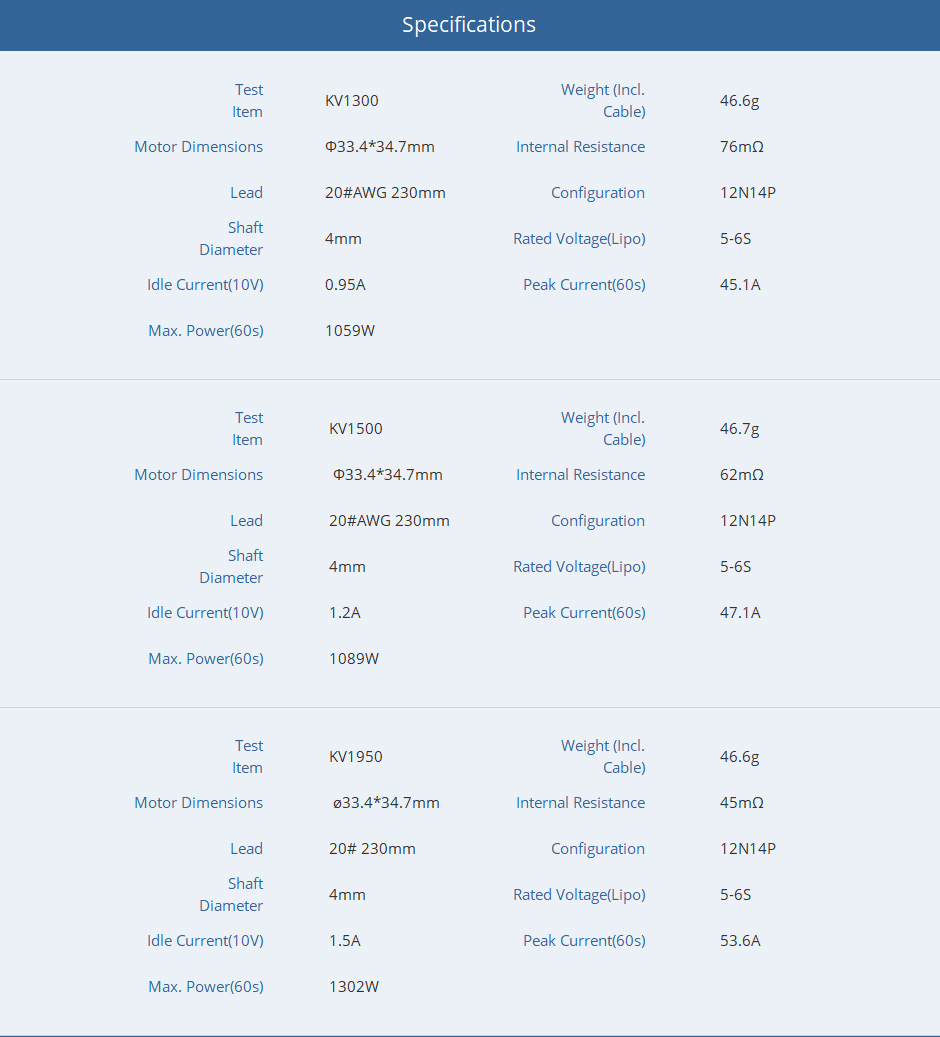 Specifications
Test
Item
KV1300
Weight (Incl.
Cable)
46.6g
Motor Dimensions
Φ33.4*34.7mm
Internal Resistance
76mΩ
Lead
20#AWG 230mm
Configuration
12N14P
Shaft
Diameter
4mm
Rated Voltage(Lipo)
5-6S
Idle Current(10V)
0.95A
Peak Current(60s)
45.1A
Max. Power(60s)
1059W
Test
Item
KV1500
Weight (Incl.
Cable)
46.7g
Motor Dimensions
Φ33.4*34.7mm
Internal Resistance
62mΩ
Lead
20#AWG 230mm
Configuration
12N14P
Shaft
Diameter
4mm
Rated Voltage(Lipo)
5-6S
Idle Current(10V)
1.2A
Peak Current(60s)
47.1A
Max. Power(60s)
1089W
Test
Item
KV1950
Weight (Incl.
Cable)
46.6g
Motor Dimensions
ø33.4*34.7mm
Internal Resistance
45mΩ
Lead
20# 230mm
Configuration
12N14P
Shaft
Diameter
4mm
Rated Voltage(Lipo)
5-6S
Idle Current(10V)
1.5A
Peak Current(60s)
53.6A
Max. Power(60s)
1302W